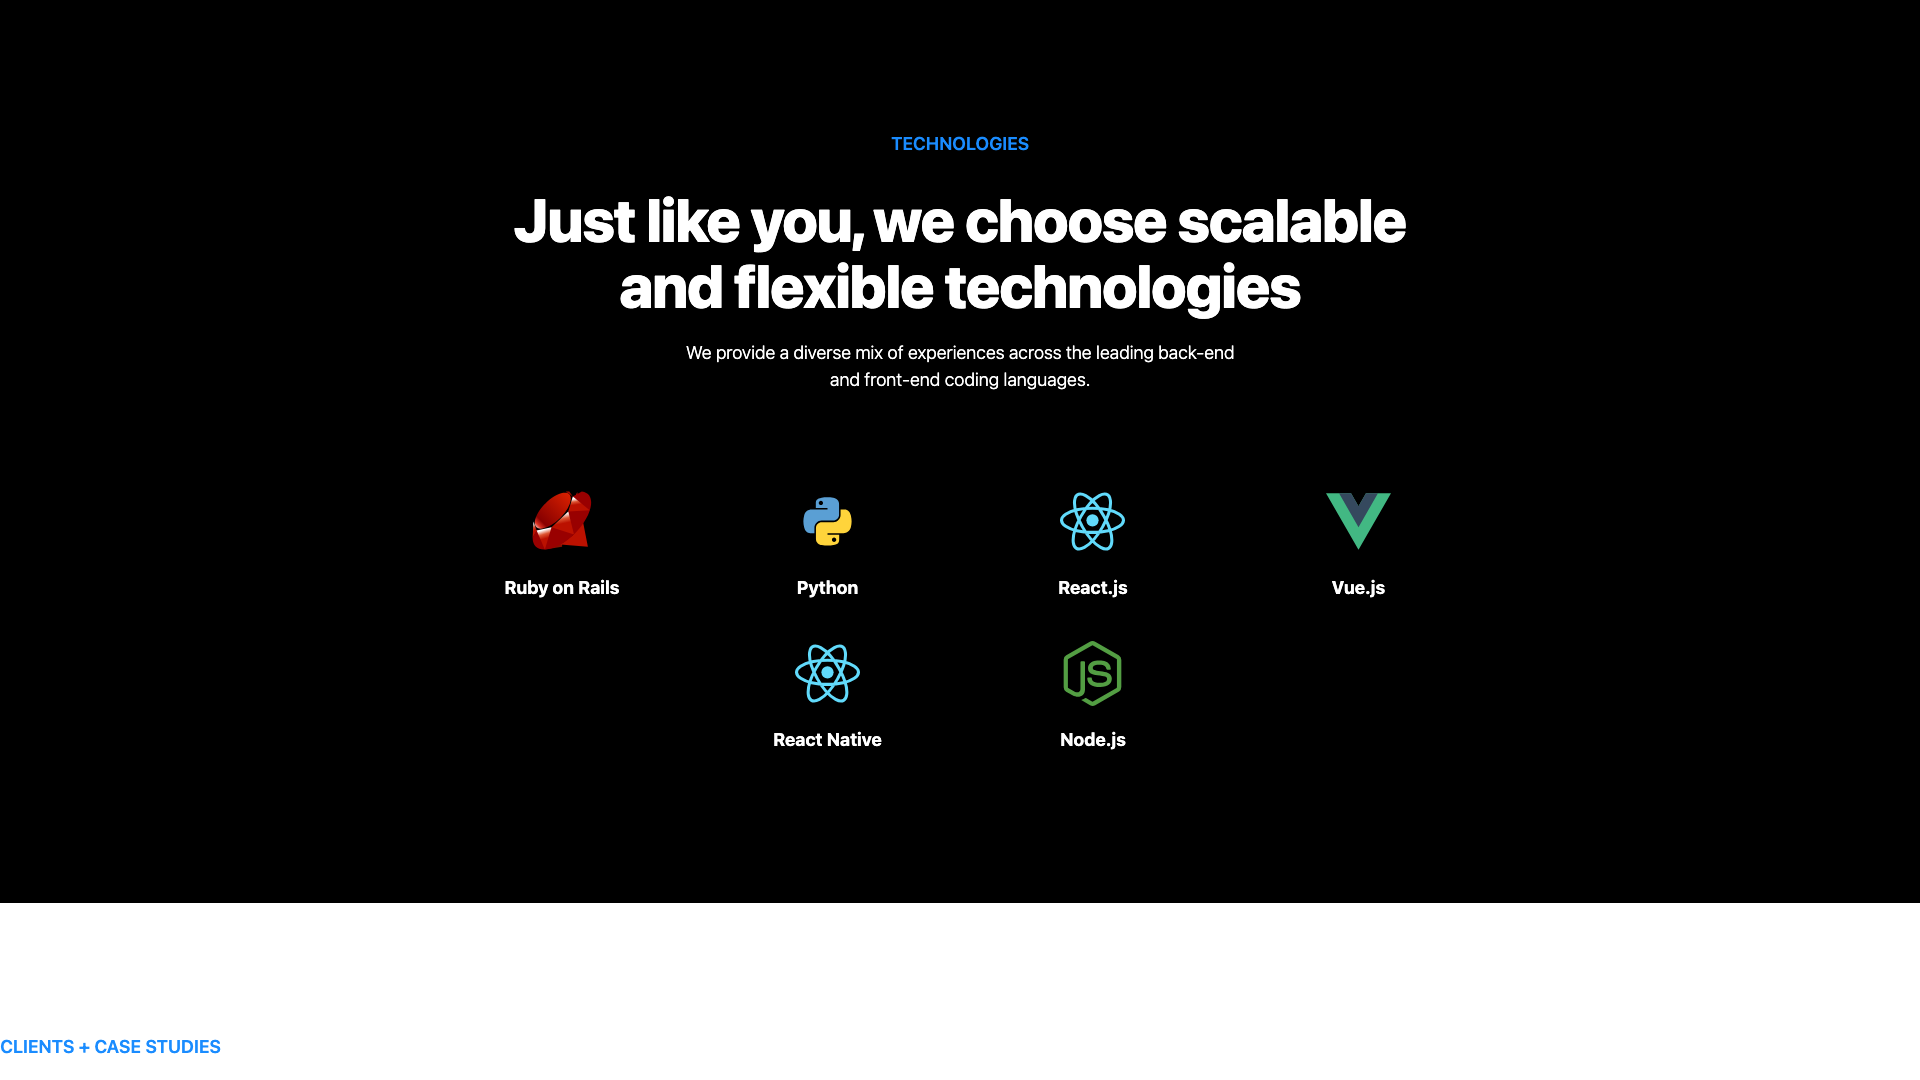 TECHNOLOGIES
Just like you, we choose scalable
and flexible technologies
We provide a diverse mix of experiences across the leading back-end
and front-end coding languages.
Ruby on Rails
Python
React.js
Vue.js
JS
React Native
Node.js
CLIENTS + CASE STUDIES